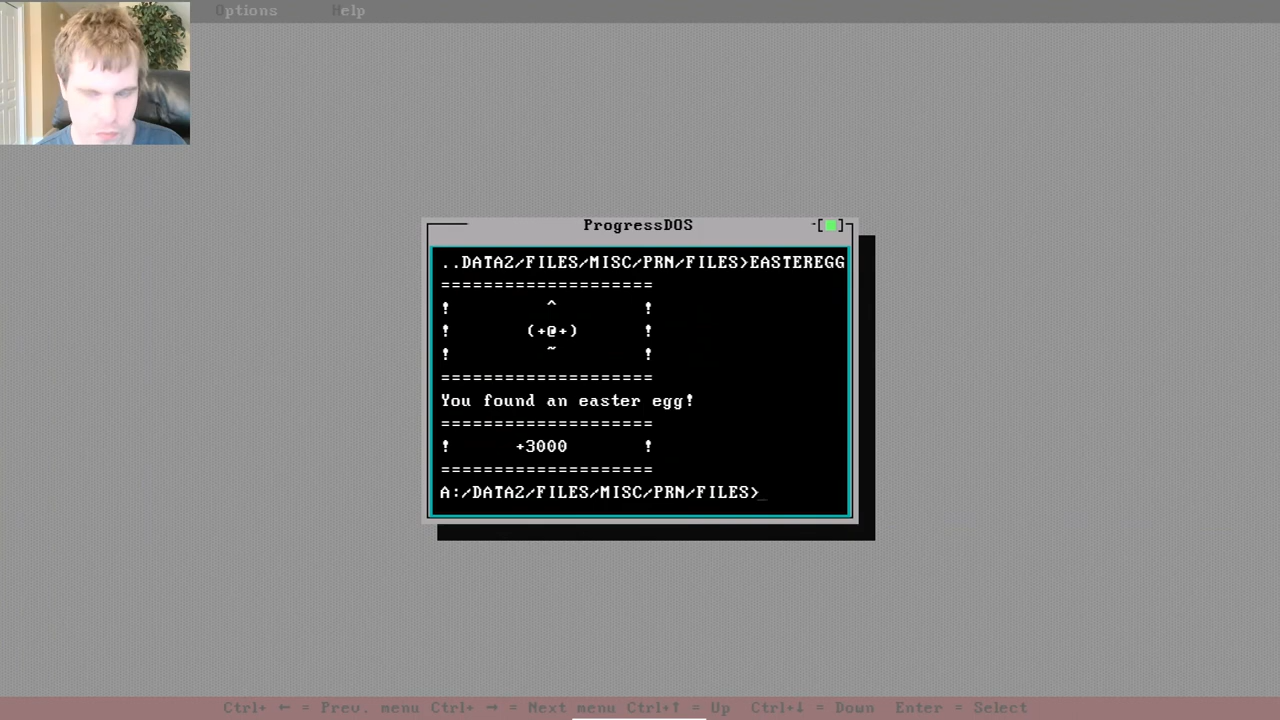 Options Help
ProgressDOS
-[■]
..DATA2/FILES/MISC/PRN/FILES>EASTEREGG
====================
! ^ !
! (+@+) !
! ~ !
====================
You found an easter egg!
====================
! +3000 !
====================
A:/DATA2/FILES/MISC/PRN/FILES>_
Ctrl+ ← = Prev. menu Ctrl+ → = Next menu Ctrl+↑ = Up Ctrl+↓ = Down Enter = Select